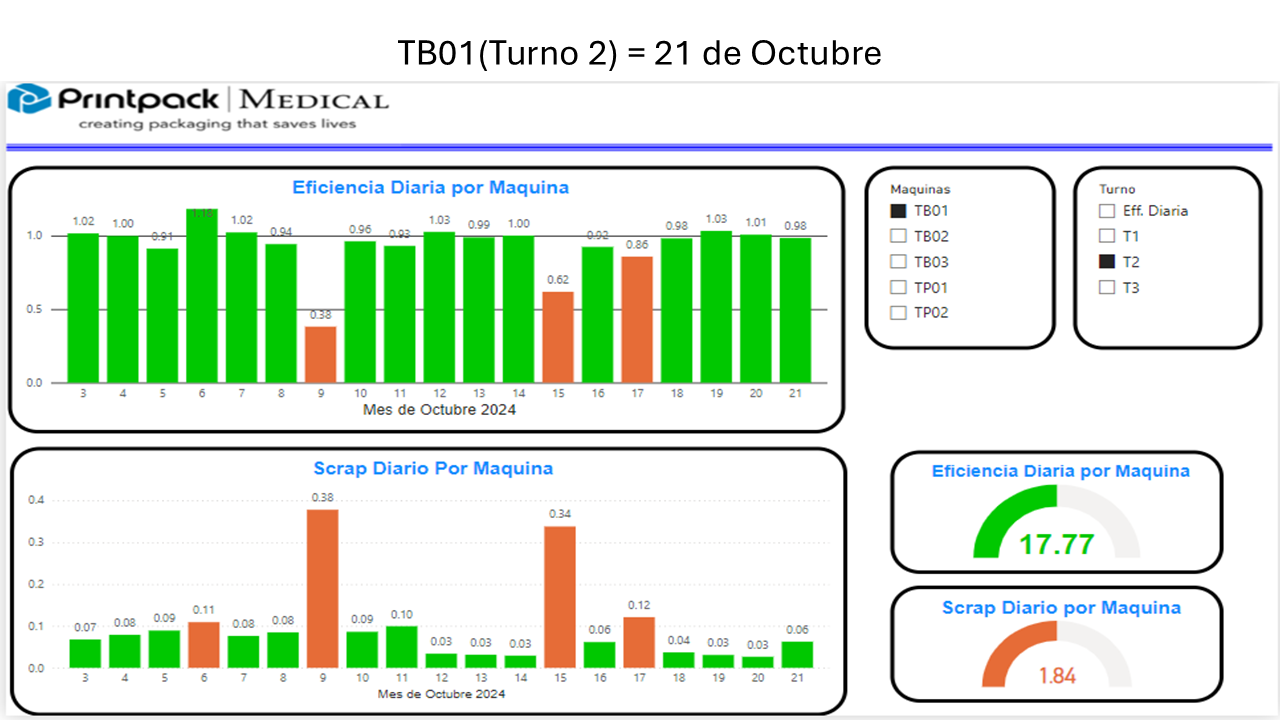 TB01(Turno 2) = 21 de Octubre
Printpack | MEDICAL
creating packaging that saves lives
Eficiencia Diaria por Maquina
1.02 1.00 0.91 1.18 1.02 0.94 0.38 0.96 0.93 1.03 0.99 1.00 0.62 0.92 0.86 0.98 1.03 1.01 0.98
1.0
0.5
0.0
3 4 5 6 7 8 9 10 11 12 13 14 15 16 17 18 19 20 21
Mes de Octubre 2024
Maquinas
TB01
TB02
TB03
TP01
TP02
Turno
Eff. Diaria
T1
T2
T3
Scrap Diario Por Maquina
0.4
0.3
0.2
0.1
0.0
0.07 0.08 0.09 0.11 0.08 0.08 0.38 0.09 0.10 0.03 0.03 0.03 0.34 0.06 0.12 0.04 0.03 0.03 0.06
3 4 5 6 7 8 9 10 11 12 13 14 15 16 17 18 19 20 21
Mes de Octubre 2024
Eficiencia Diaria por Maquina
17.77
Scrap Diario por Maquina
1.84